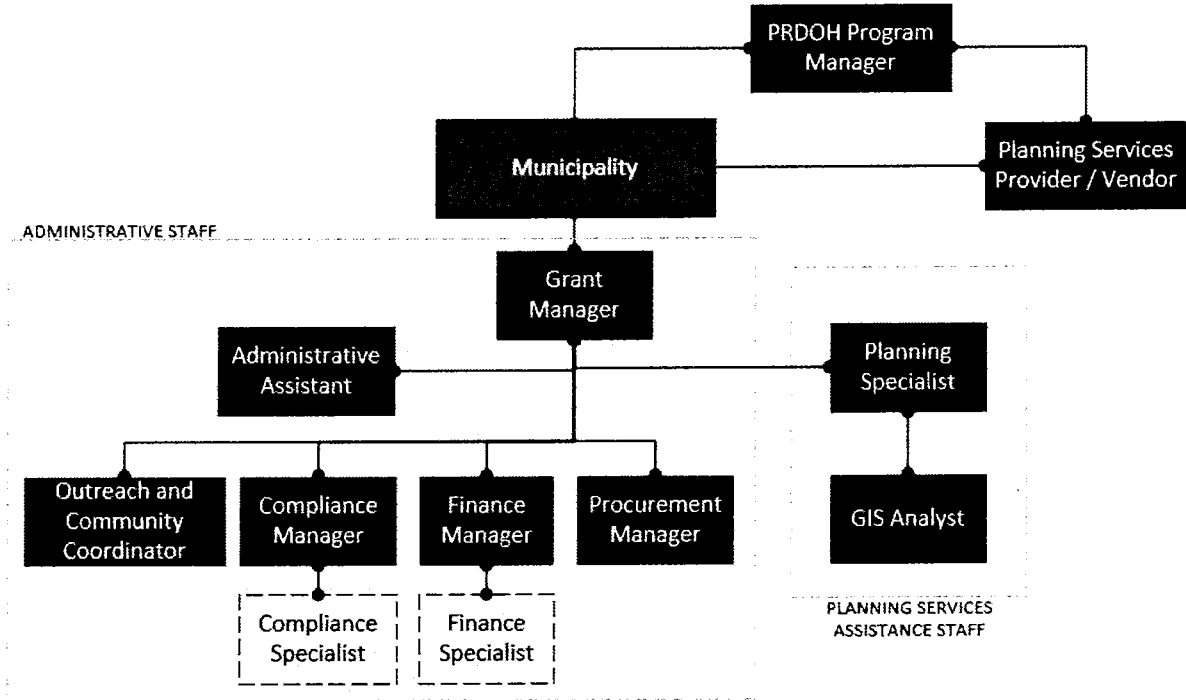 PRDOH Program
Manager
Municipality
Planning Services
Provider / Vendor
ADMINISTRATIVE STAFF
Grant
Manager
Administrative
Assistant
Planning
Specialist
Outreach and
Community
Coordinator
Compliance
Manager
Finance
Manager
Procurement
Manager
GIS Analyst
Compliance
Specialist
Finance
Specialist
PLANNING SERVICES
ASSISTANCE STAFF